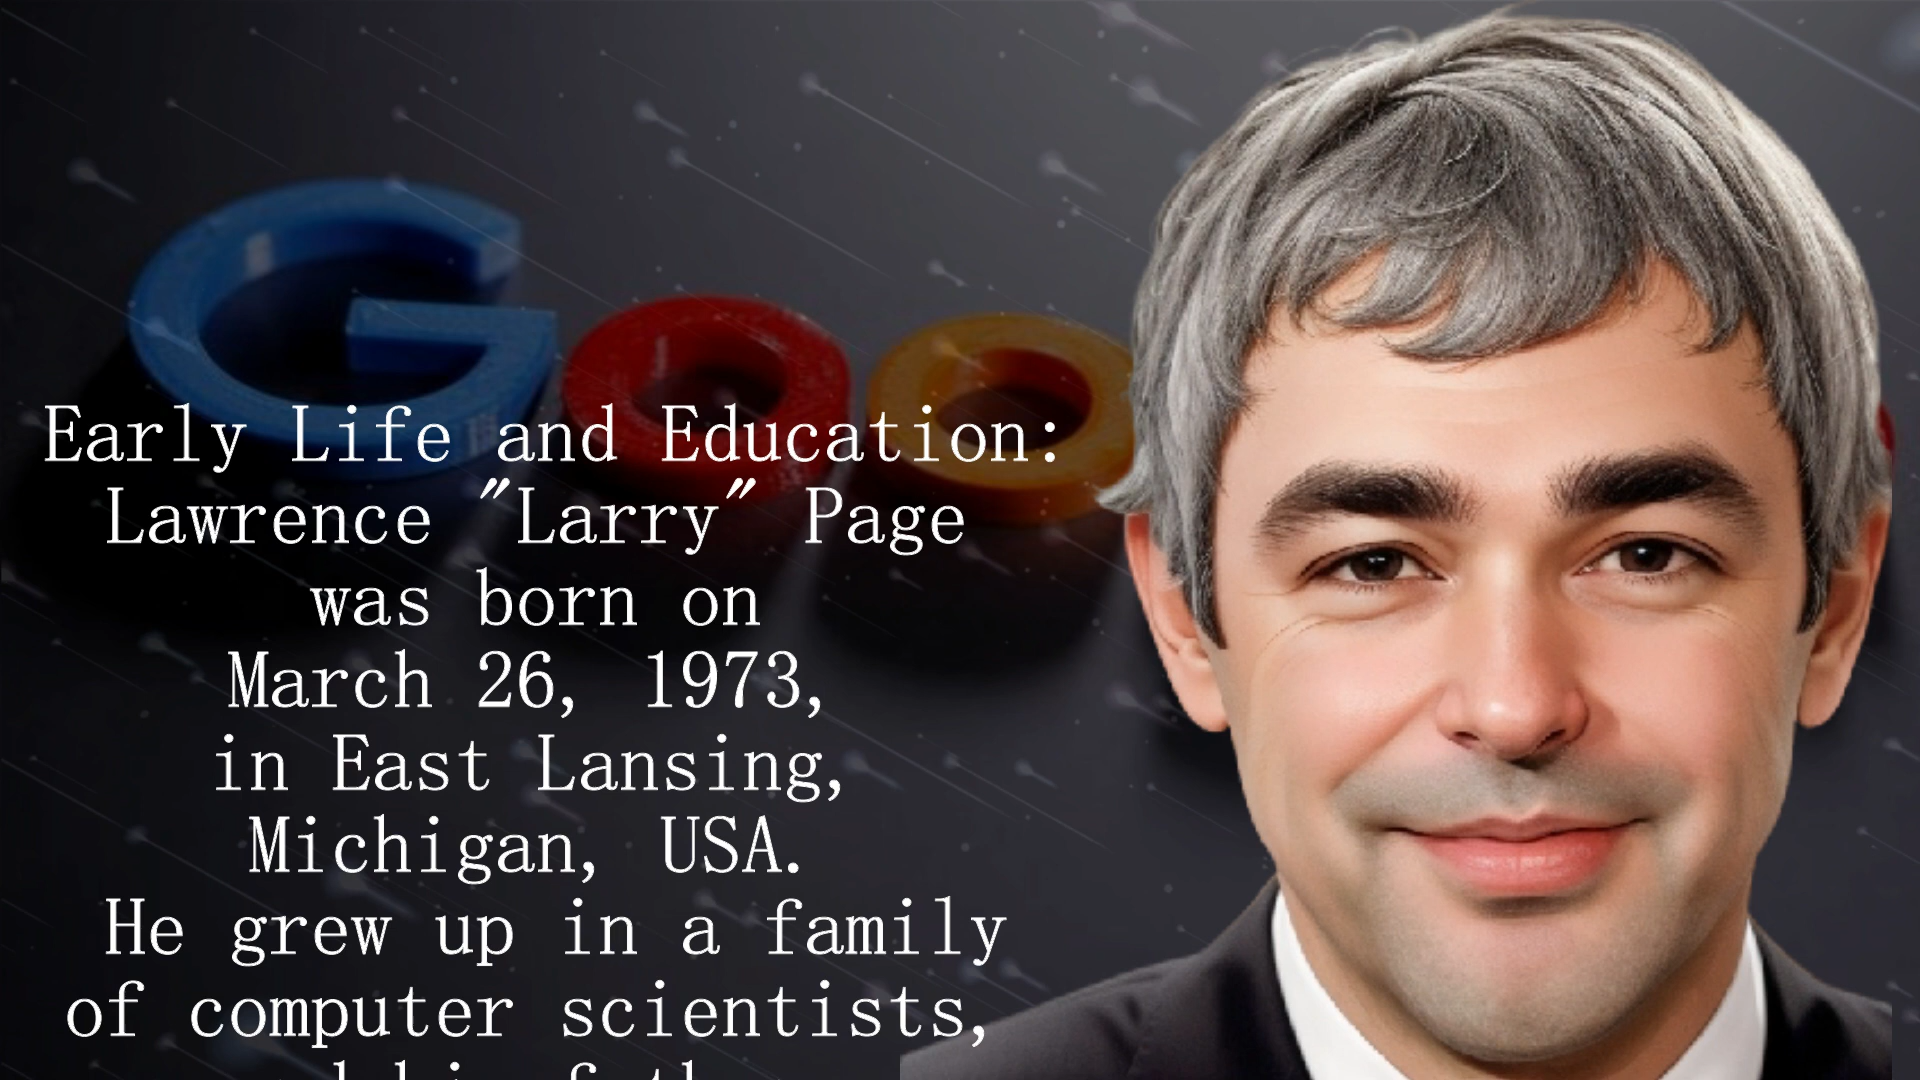 Goo
Early Life and Education:
Lawrence "Larry" Page
was born on
March 26, 1973,
in East Lansing,
Michigan, USA.
He grew up in a family
of computer scientists,